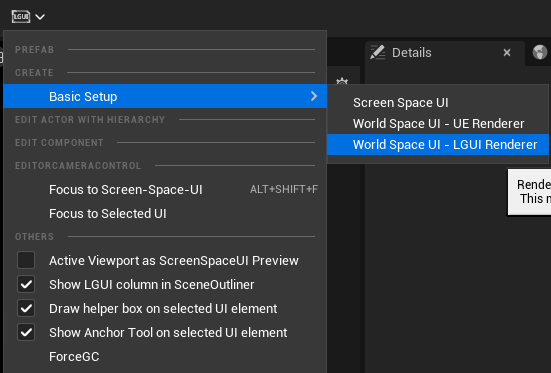 LGUI
PREFAB
Details
CREATE
Basic Setup
Screen Space UI
World Space UI - UE Renderer
World Space UI - LGUI Renderer
EDIT ACTOR WITH HIERARCHY
EDIT COMPONENT
EDITORCAMERACONTROL
Focus to Screen-Space-UI ALT+SHIFT+F
Focus to Selected UI
Rende
This
OTHERS
Active Viewport as ScreenSpaceUI Preview
Show LGUI column in SceneOutliner
Draw helper box on selected UI element
Show Anchor Tool on selected UI element
ForceGC